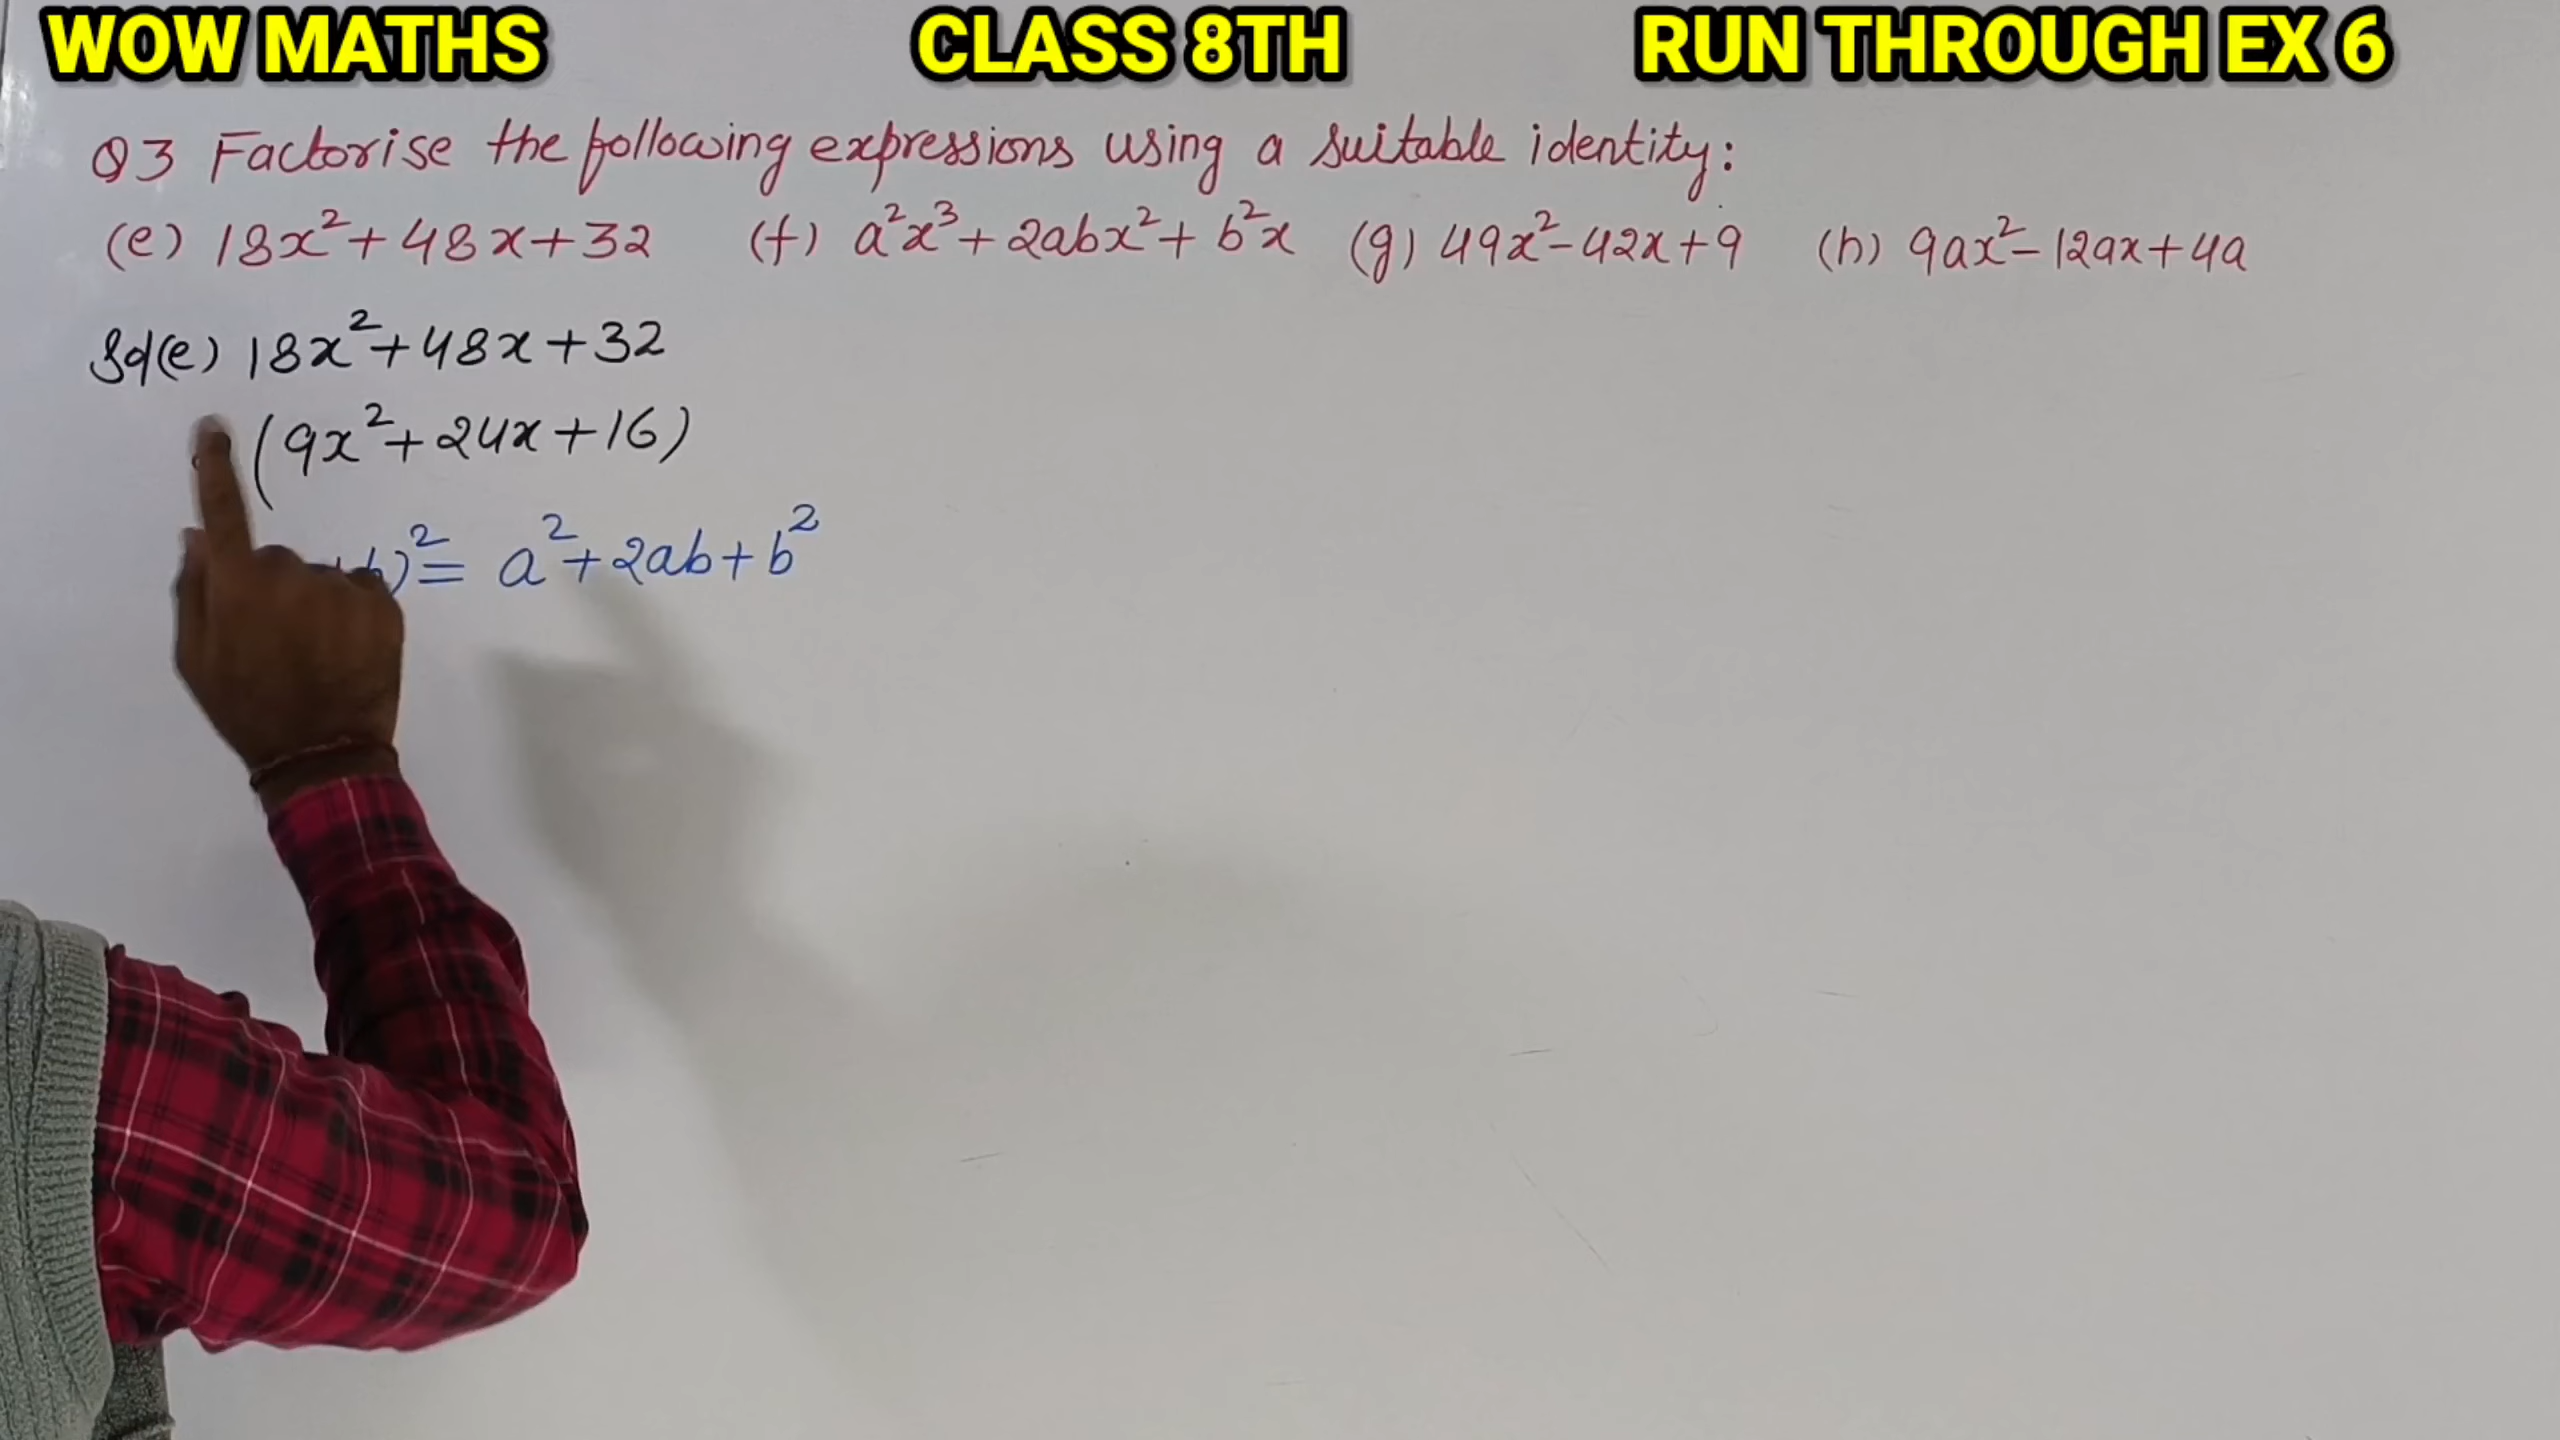 WOW MATHS CLASS 8TH RUN THROUGH EX 6
Q3 Factorise the following expressions using a suitable identity:
(e) 18x²+48x+32 (f) a²x³+2abx²+b²x (g) 49x²-42x+9 (h) 9ax²-12ax+4a
Sol(e) 18x²+48x+32
(9x²+24x+16)
b)²= a²+2ab+b²